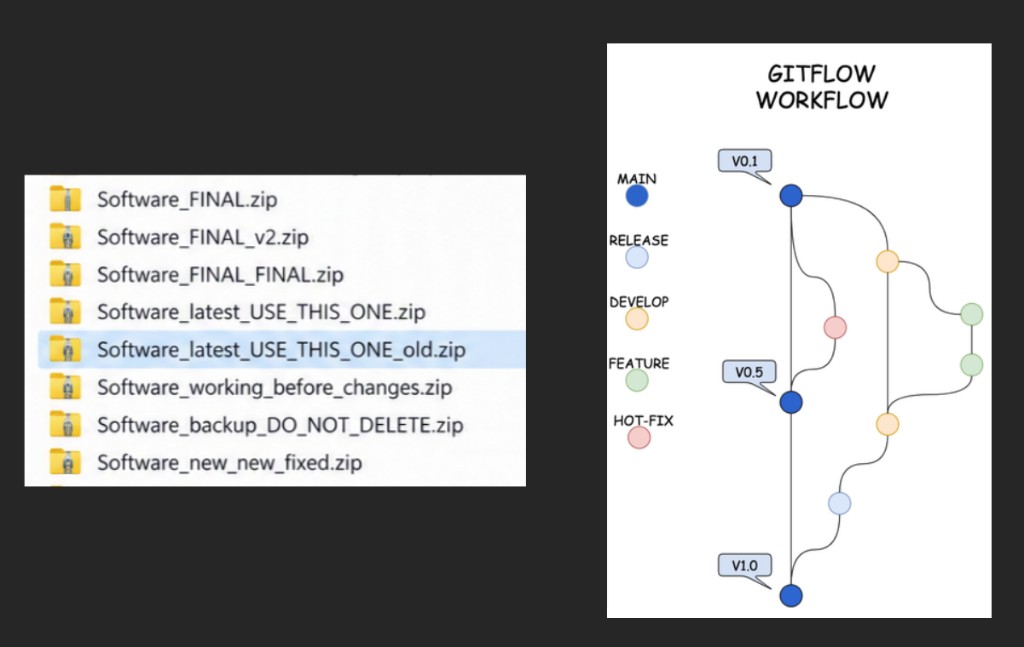 Software_FINAL.zip
Software_FINAL_v2.zip
Software_FINAL_FINAL.zip
Software_latest_USE_THIS_ONE.zip
Software_latest_USE_THIS_ONE_old.zip
Software_working_before_changes.zip
Software_backup_DO_NOT_DELETE.zip
Software_new_new_fixed.zip
GITFLOW
WORKFLOW
V0.1
MAIN
RELEASE
DEVELOP
FEATURE
V0.5
HOT-FIX
V1.0